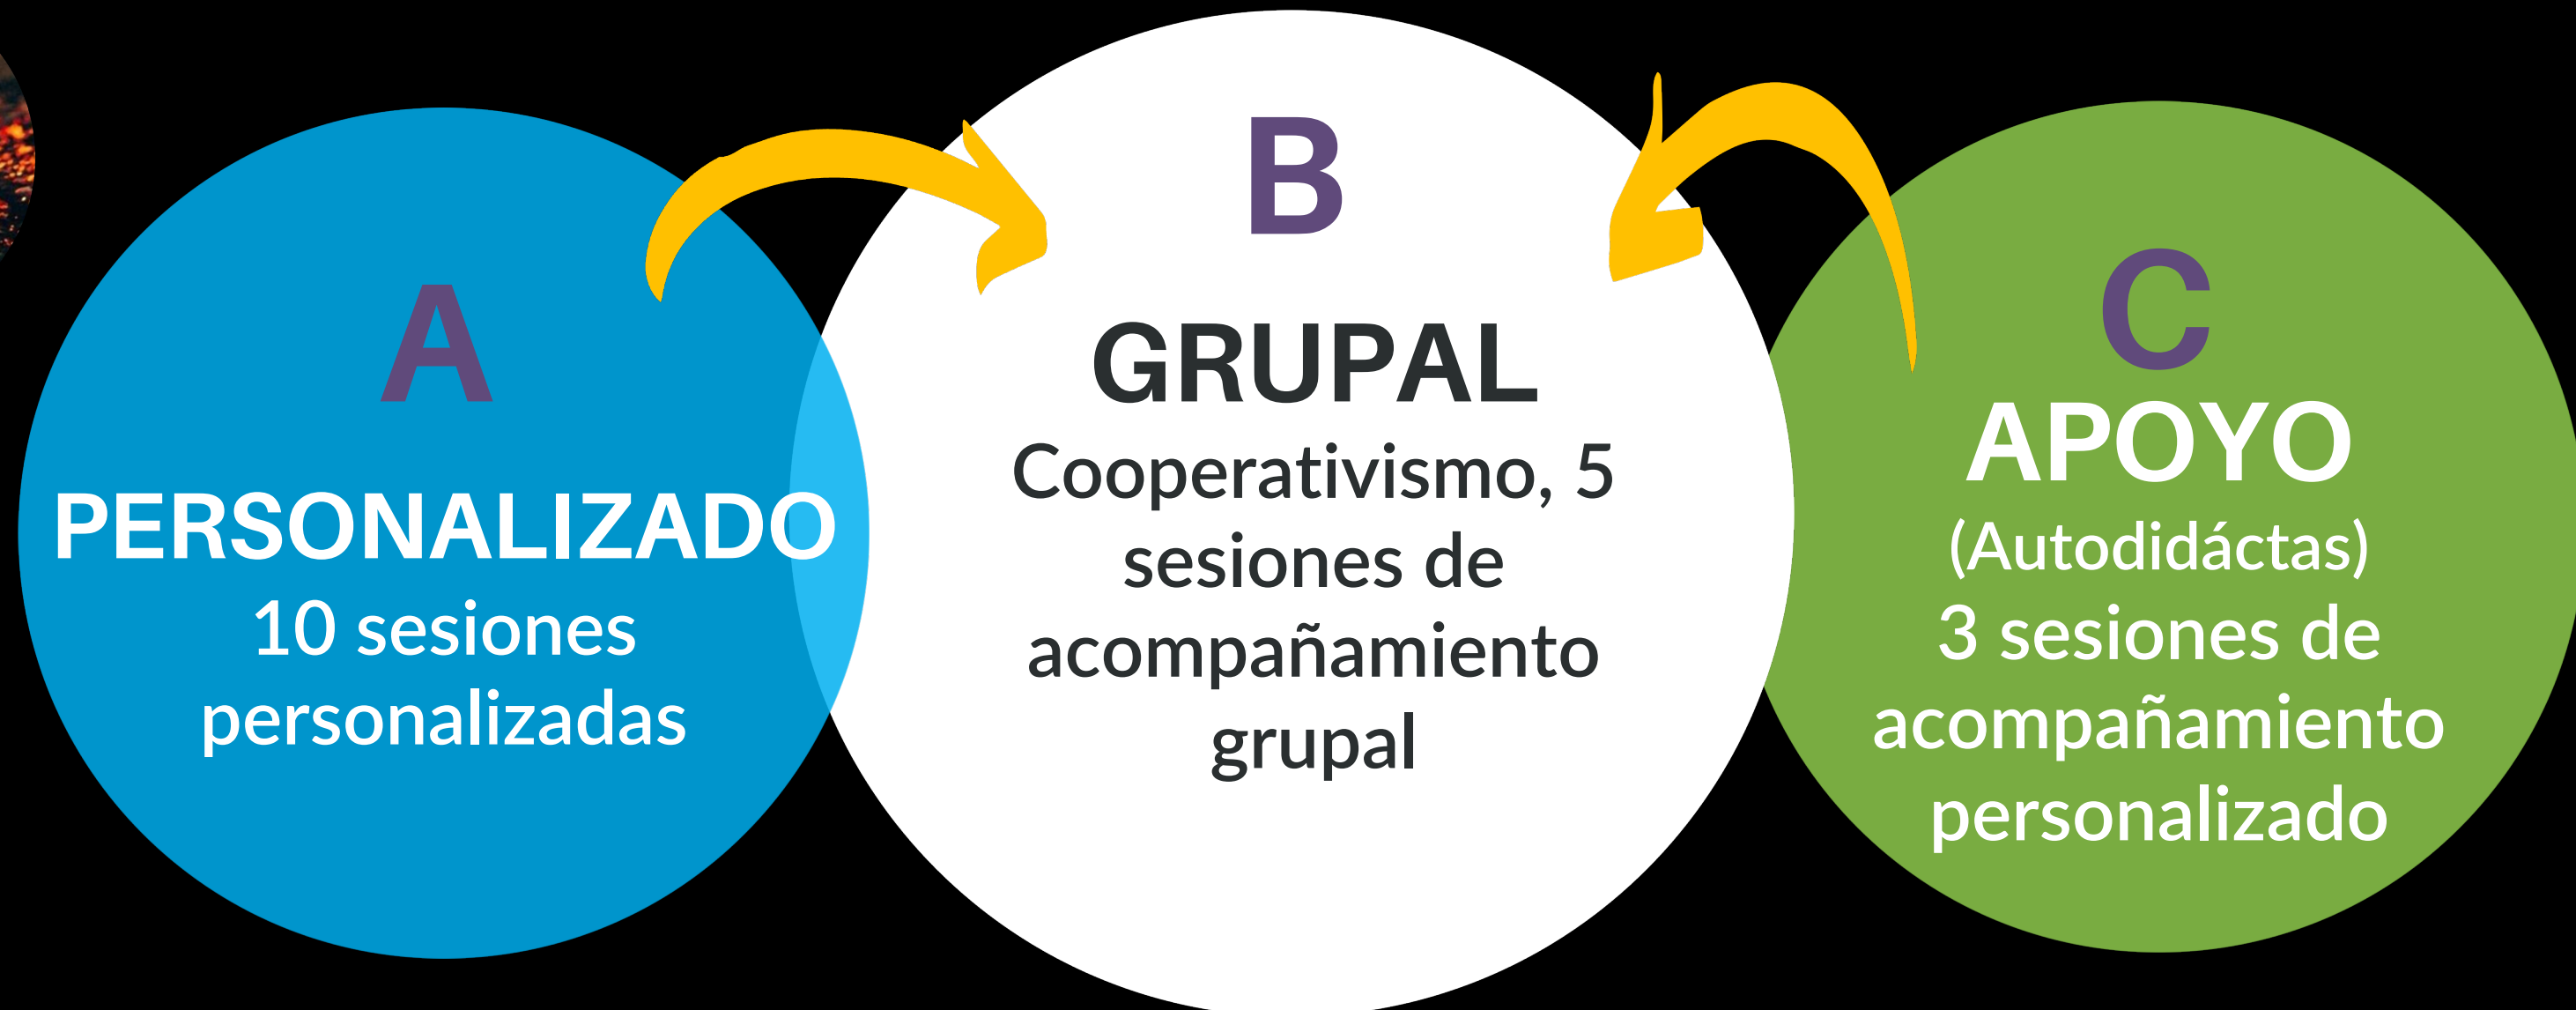 A
PERSONALIZADO
10 sesiones
personalizadas
B
GRUPAL
Cooperativismo, 5
sesiones de
acompañamiento
grupal
C
APOYO
(Autodidáctas)
3 sesiones de
acompañamiento
personalizado